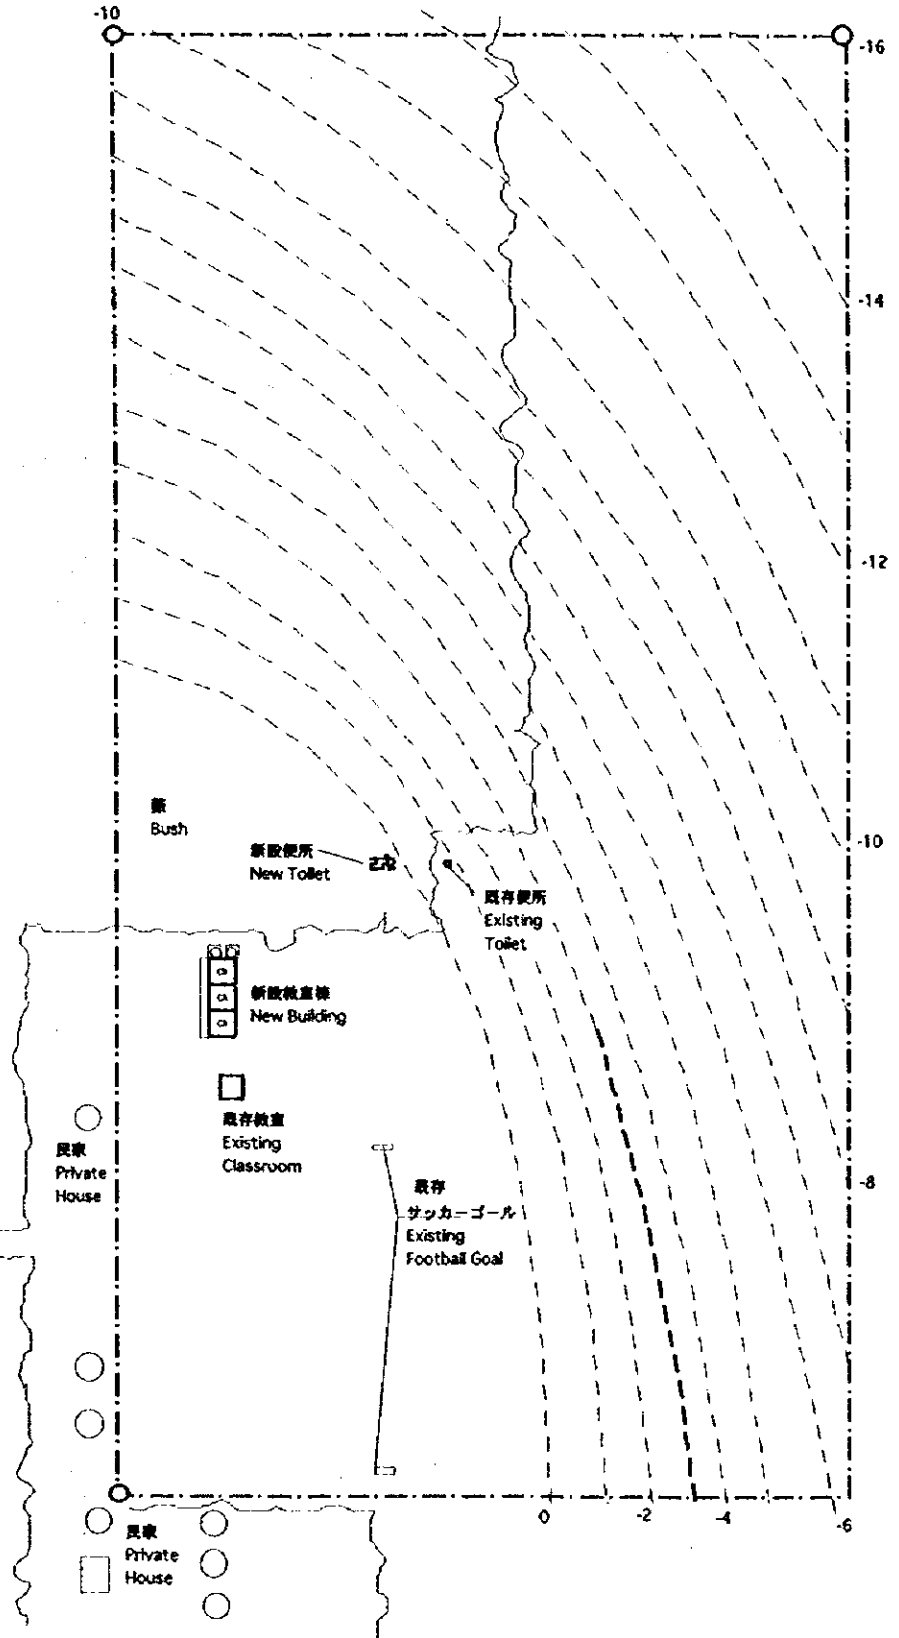 -10
-16
-14
-12
-10
藪
Bush
新設便所
New Toilet
既存便所
Existing
Toilet
新設教室棟
New Building
既存教室
Existing
Classroom
民家
Private
House
既存
サッカーゴール
Existing
Football Goal
-8
0
-2
-4
-6
民家
Private
House